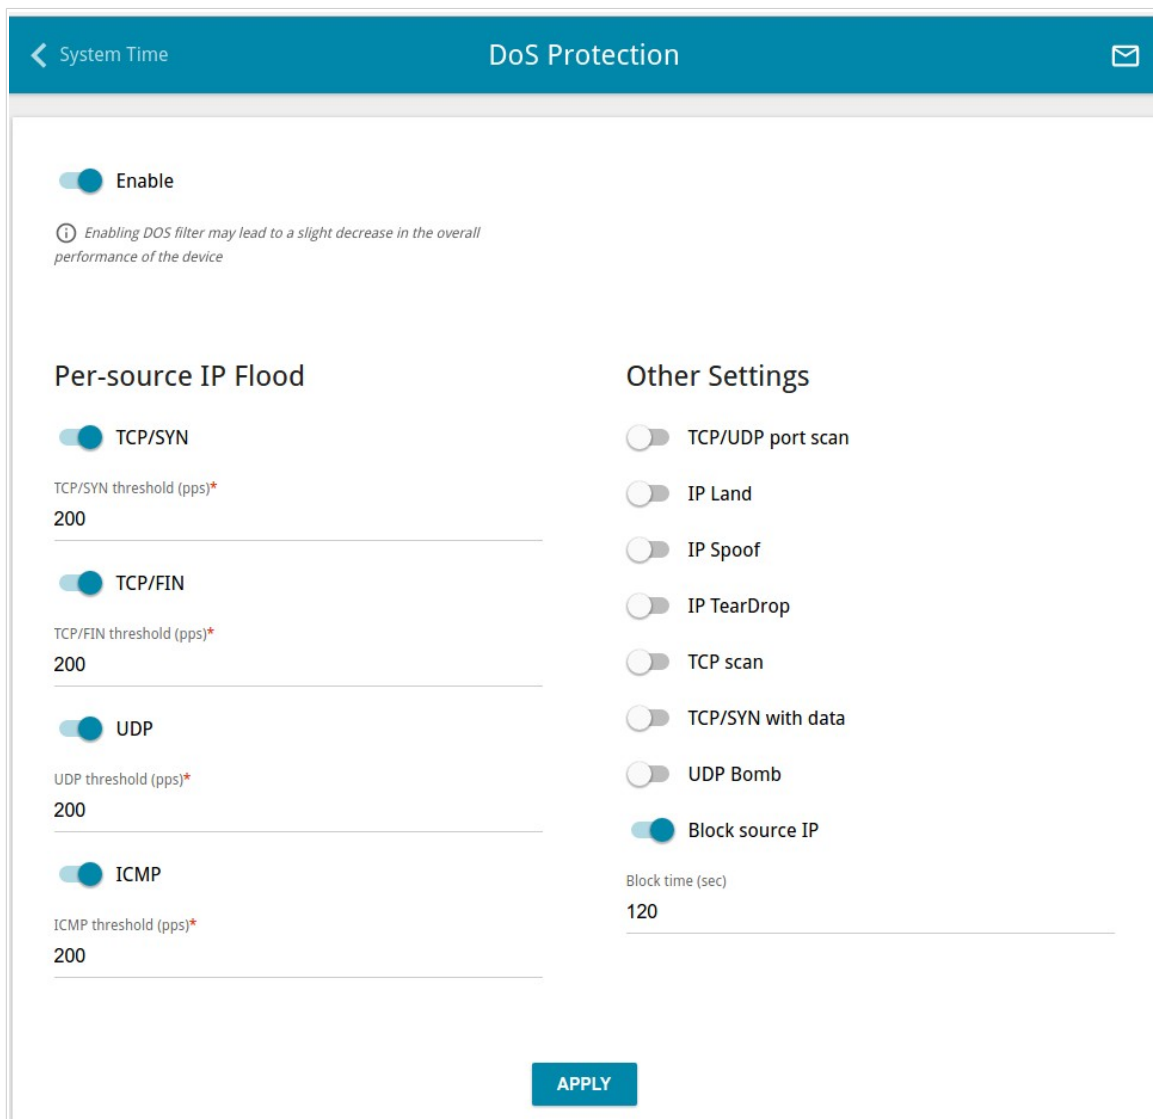 System Time
DoS Protection
Enable
Enabling DOS filter may lead to a slight decrease in the overall
performance of the device
Per-source IP Flood
TCP/SYN
TCP/SYN threshold (pps)*
200
TCP/FIN
TCP/FIN threshold (pps)*
200
UDP
UDP threshold (pps)*
200
ICMP
ICMP threshold (pps)*
200
Other Settings
TCP/UDP port scan
IP Land
IP Spoof
IP TearDrop
TCP scan
TCP/SYN with data
UDP Bomb
Block source IP
Block time (sec)
120
APPLY